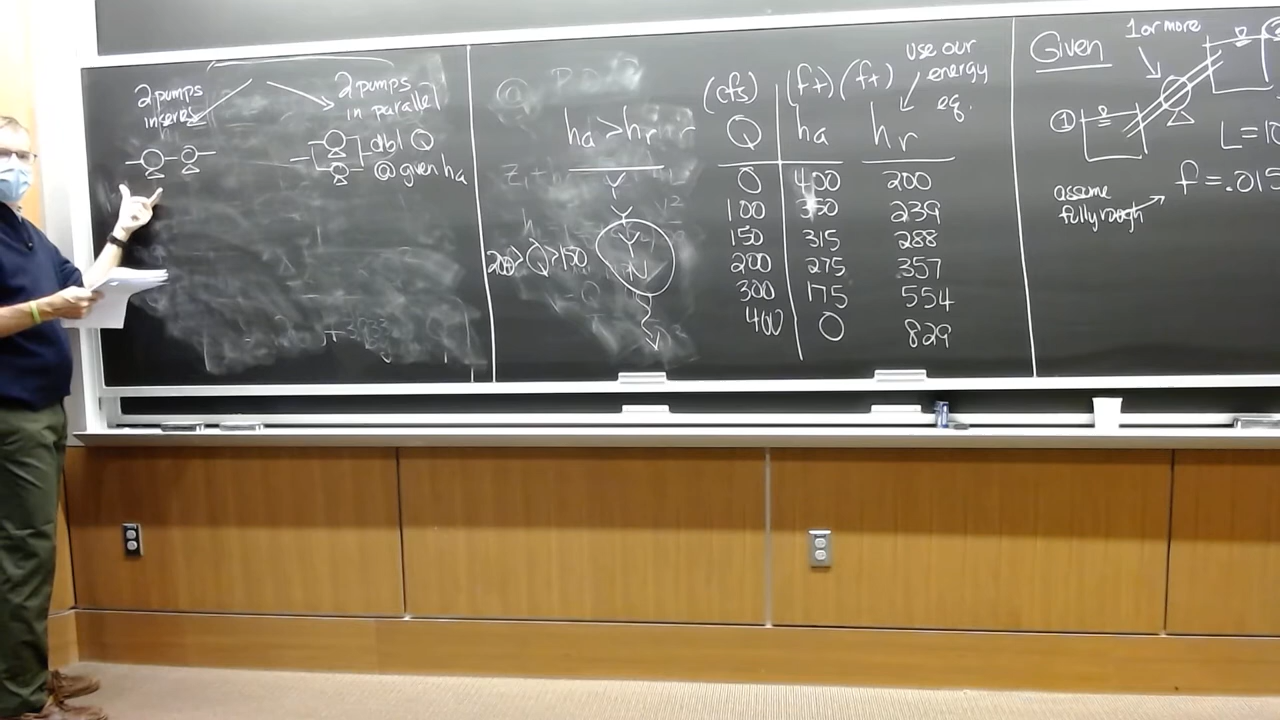 2 pumps
in series
2 pumps
in parallel
dbl Q
@ given ha
ha > hr
Y
Y
Y
N
200 > Q > 150
(cfs) (ft) (ft)
Q ha hr
0 400 200
100 350 239
150 315 288
200 275 357
300 175 554
400 0 829
use our
energy
eq.
Given
1 or more
1
L = 10
f = .015
assume
fully rough